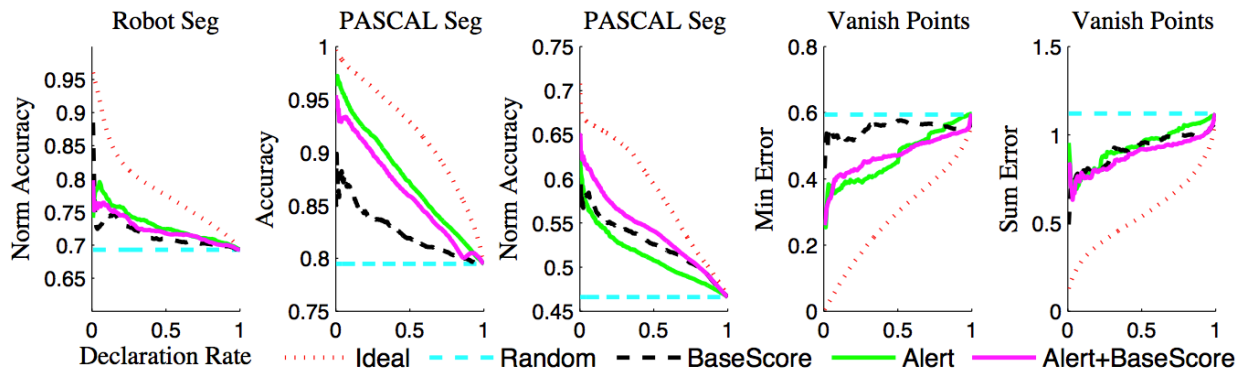 Robot Seg
Norm Accuracy
0.95
0.9
0.85
0.8
0.75
0.7
0.65
0 0.5 1
Declaration Rate
PASCAL Seg
Accuracy
1
0.95
0.9
0.85
0.8
0.75
0 0.5 1
PASCAL Seg
Norm Accuracy
0.75
0.7
0.65
0.6
0.55
0.5
0.45
0 0.5 1
Vanish Points
Min Error
0.8
0.6
0.4
0.2
0
0 0.5 1
Vanish Points
Sum Error
1.5
1
0.5
0
0 0.5 1
Ideal Random BaseScore Alert Alert+BaseScore